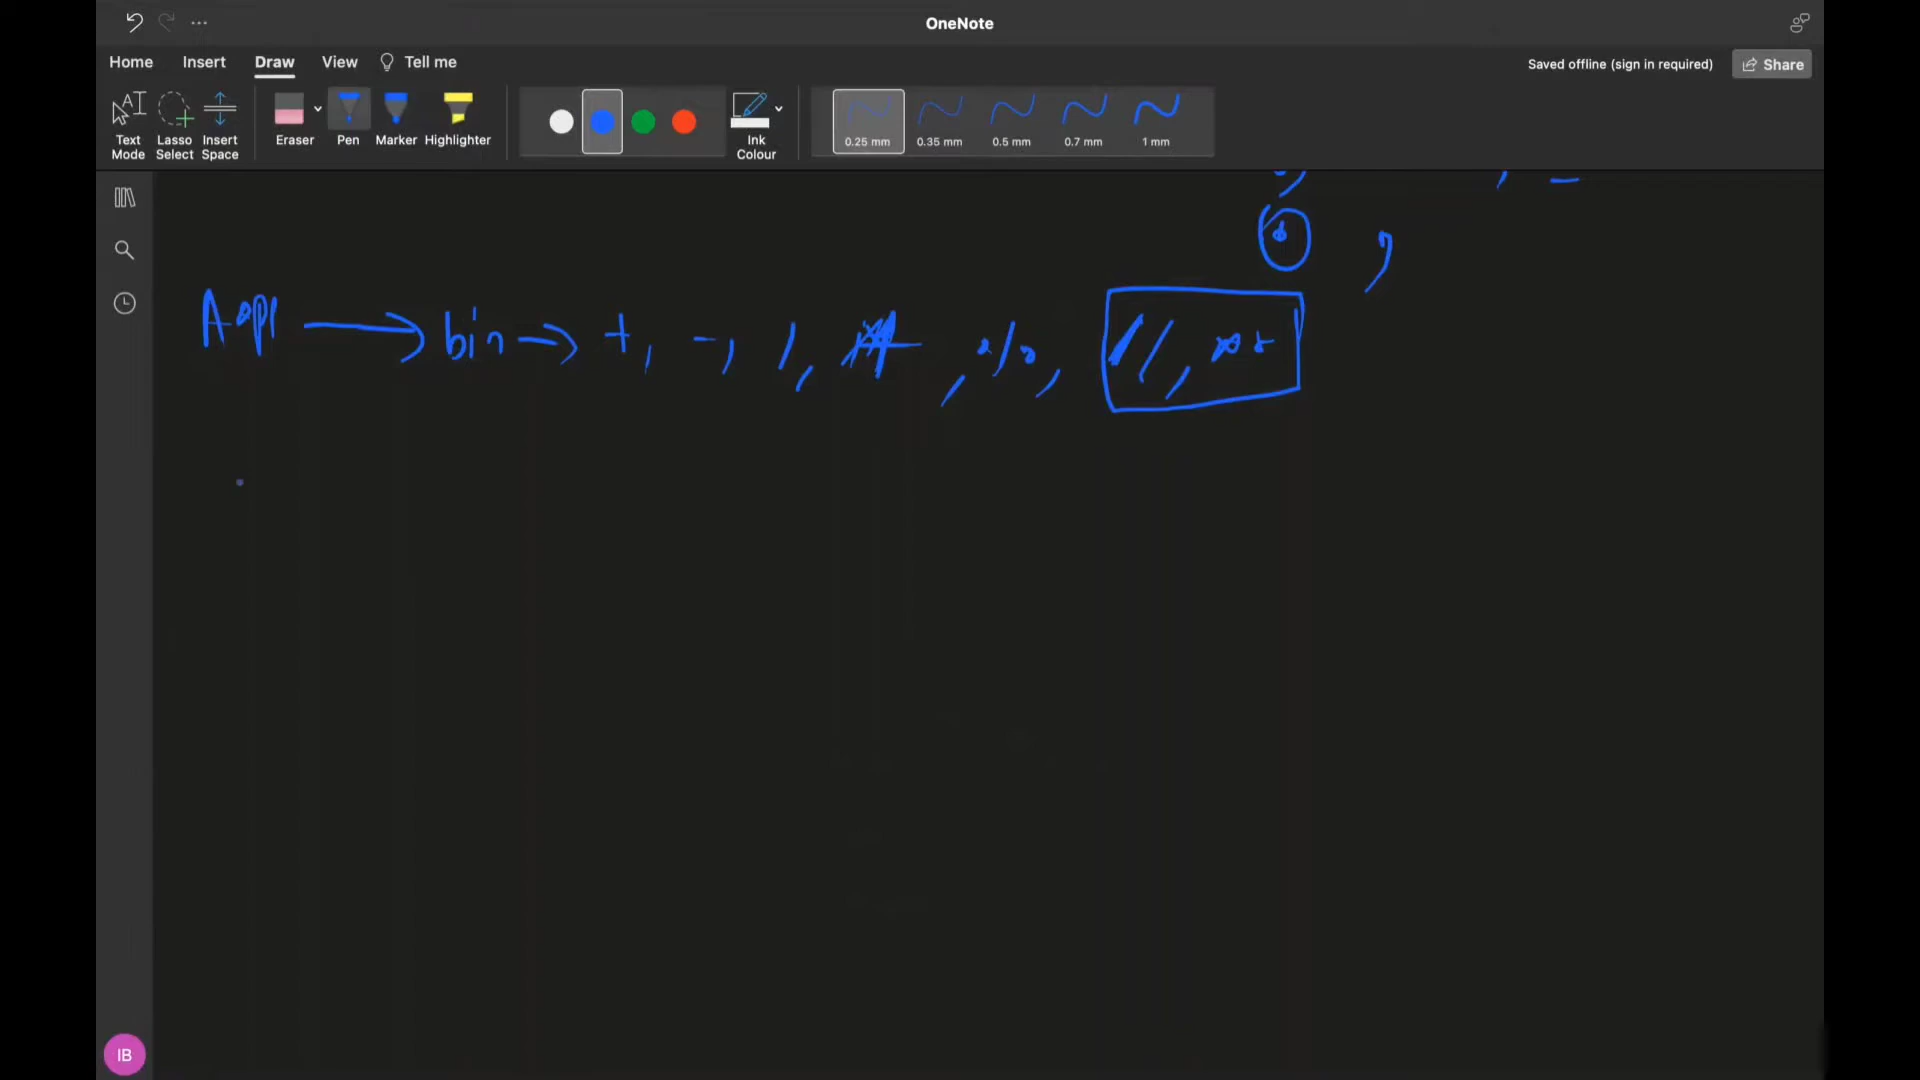 OneNote
Home Insert Draw View Tell me
Saved offline (sign in required) Share
Text Mode
Lasso Select
Insert Space
Eraser
Pen
Marker
Highlighter
Ink Colour
0.25 mm
0.35 mm
0.5 mm
0.7 mm
1 mm
bin → +, -, /, , %, //, **
IB